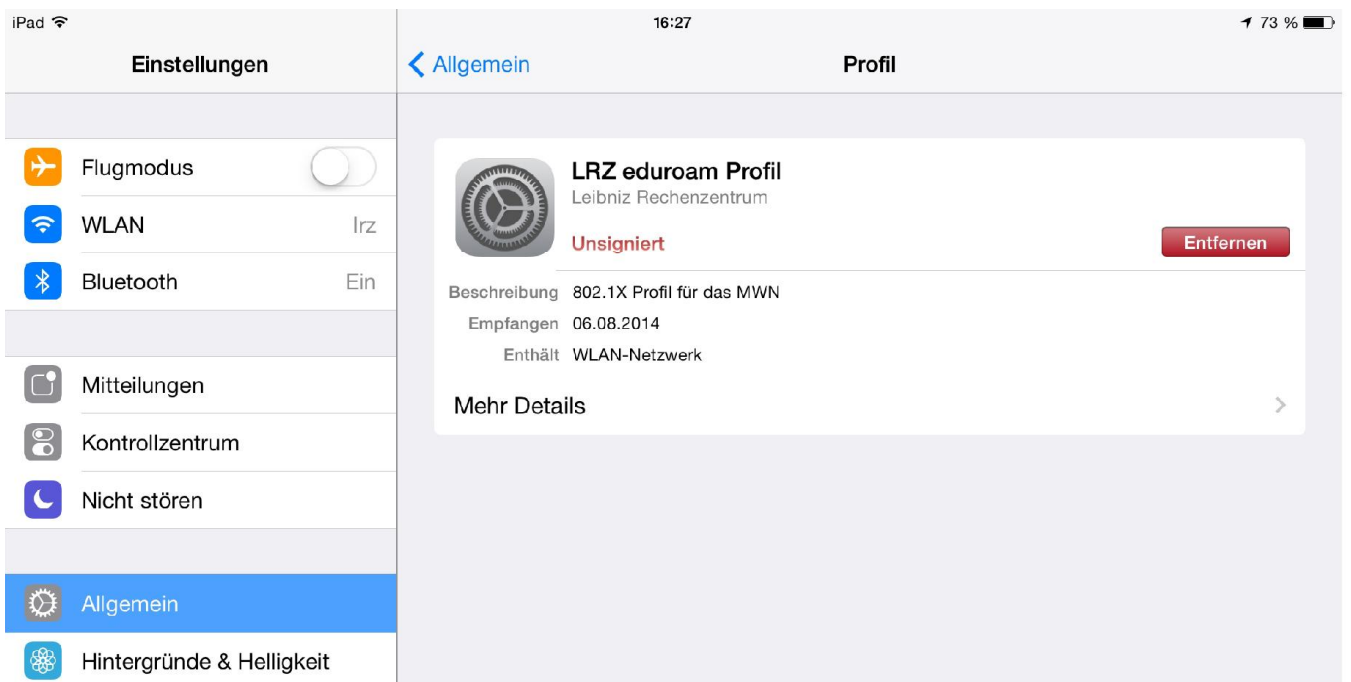 iPad 16:27 73 %
Einstellungen
Flugmodus
WLAN lrz
Bluetooth Ein
Mitteilungen
Kontrollzentrum
Nicht stören
Allgemein
Hintergründe & Helligkeit
Allgemein Profil
LRZ eduroam Profil
Leibniz Rechenzentrum
Unsigniert Entfernen
Beschreibung 802.1X Profil für das MWN
Empfangen 06.08.2014
Enthält WLAN-Netzwerk
Mehr Details